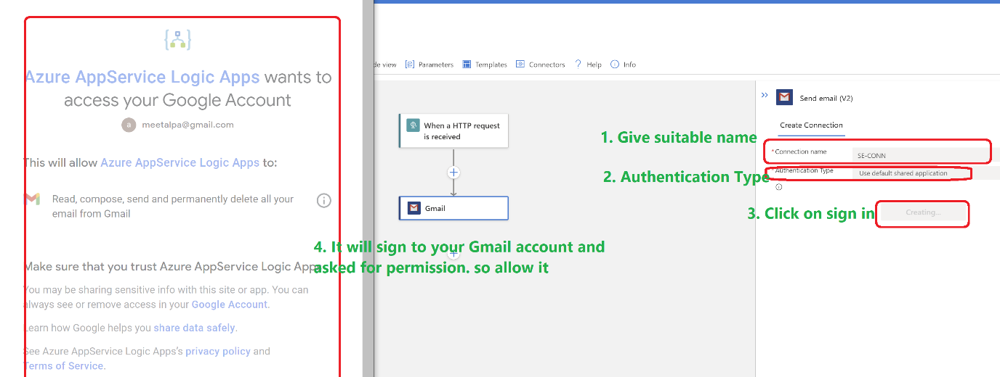 Azure AppService Logic Apps wants to
access your Google Account
a meetalpa@gmail.com
This will allow Azure AppService Logic Apps to:
Read, compose, send and permanently delete all your
email from Gmail
Make sure that you trust Azure AppService Logic Apps
You may be sharing sensitive info with this site or app. You can
always see or remove access in your Google Account.
Learn how Google helps you share data safely.
See Azure AppService Logic Apps's privacy policy and
Terms of Service.
de view Parameters Templates Connectors Help Info
When a HTTP request
is received
Gmail
4. It will sign to your Gmail account and
asked for permission. so allow it
Send email (V2)
Create Connection
1. Give suitable name
*Connection name SE-CONN
2. Authentication Type
*Authentication Type Use default shared application
3. Click on sign in
Creating...